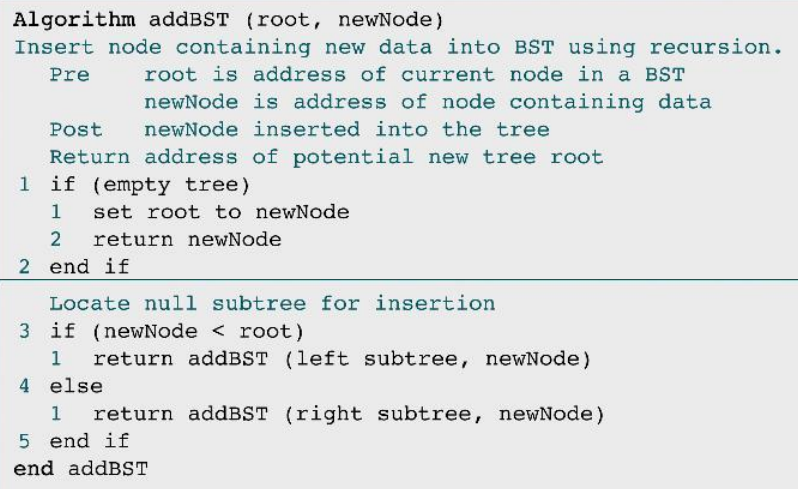 Algorithm addBST (root, newNode)
Insert node containing new data into BST using recursion.
Pre root is address of current node in a BST
newNode is address of node containing data
Post newNode inserted into the tree
Return address of potential new tree root
1 if (empty tree)
1 set root to newNode
2 return newNode
2 end if
Locate null subtree for insertion
3 if (newNode < root)
1 return addBST (left subtree, newNode)
4 else
1 return addBST (right subtree, newNode)
5 end if
end addBST